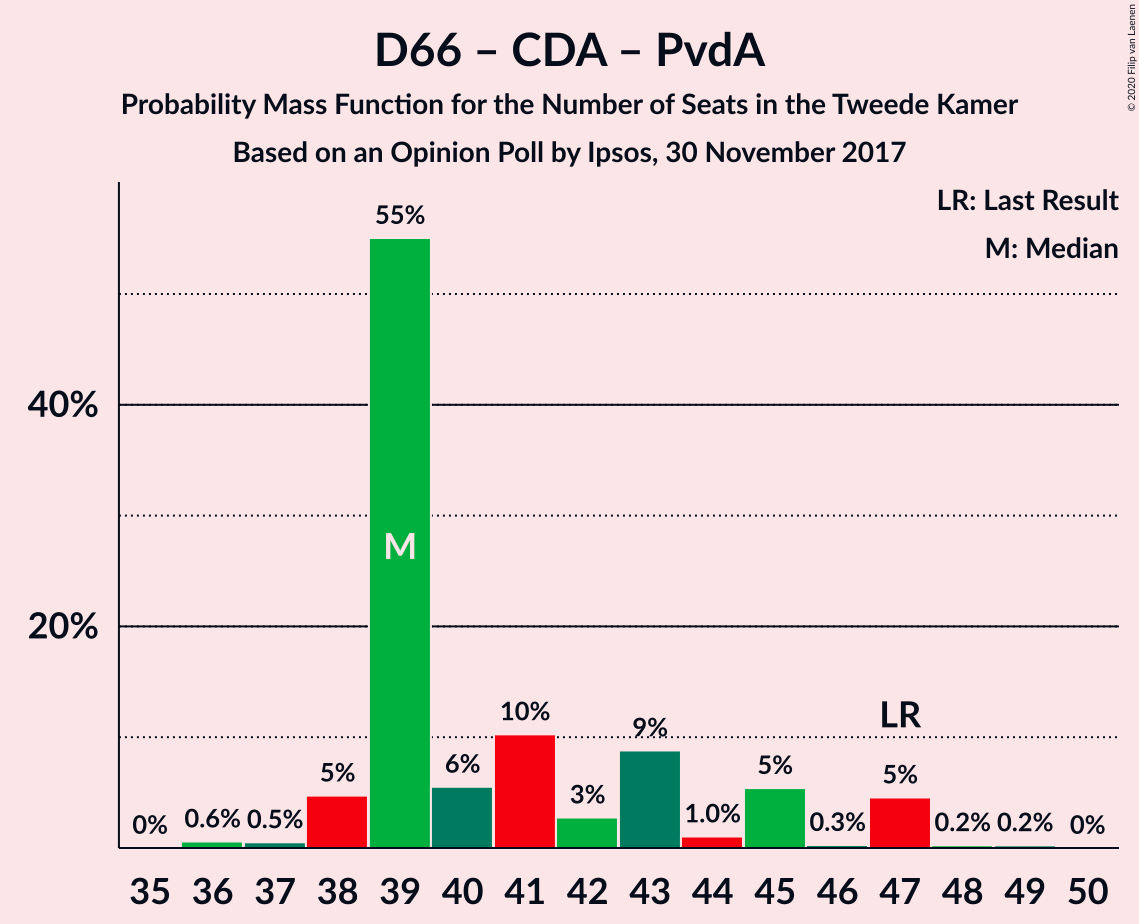 D66 – CDA – PvdA
Probability Mass Function for the Number of Seats in the Tweede Kamer
Based on an Opinion Poll by Ipsos, 30 November 2017
© 2020 Filip van Laenen
LR: Last Result
M: Median
40%
20%
0%
0.6%
0.5%
5%
55%
M
6%
10%
3%
9%
1.0%
5%
0.3%
LR
5%
0.2%
0.2%
0%
35 36 37 38 39 40 41 42 43 44 45 46 47 48 49 50